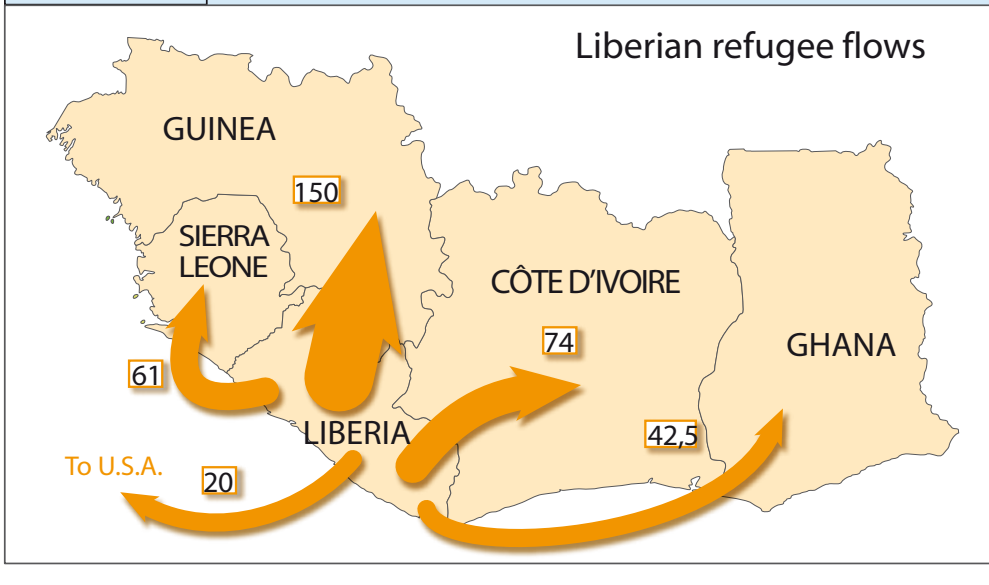 Liberian refugee flows
GUINEA
150
SIERRA
LEONE
CÔTE D'IVOIRE
74
GHANA
61
LIBERIA
42,5
To U.S.A.
20